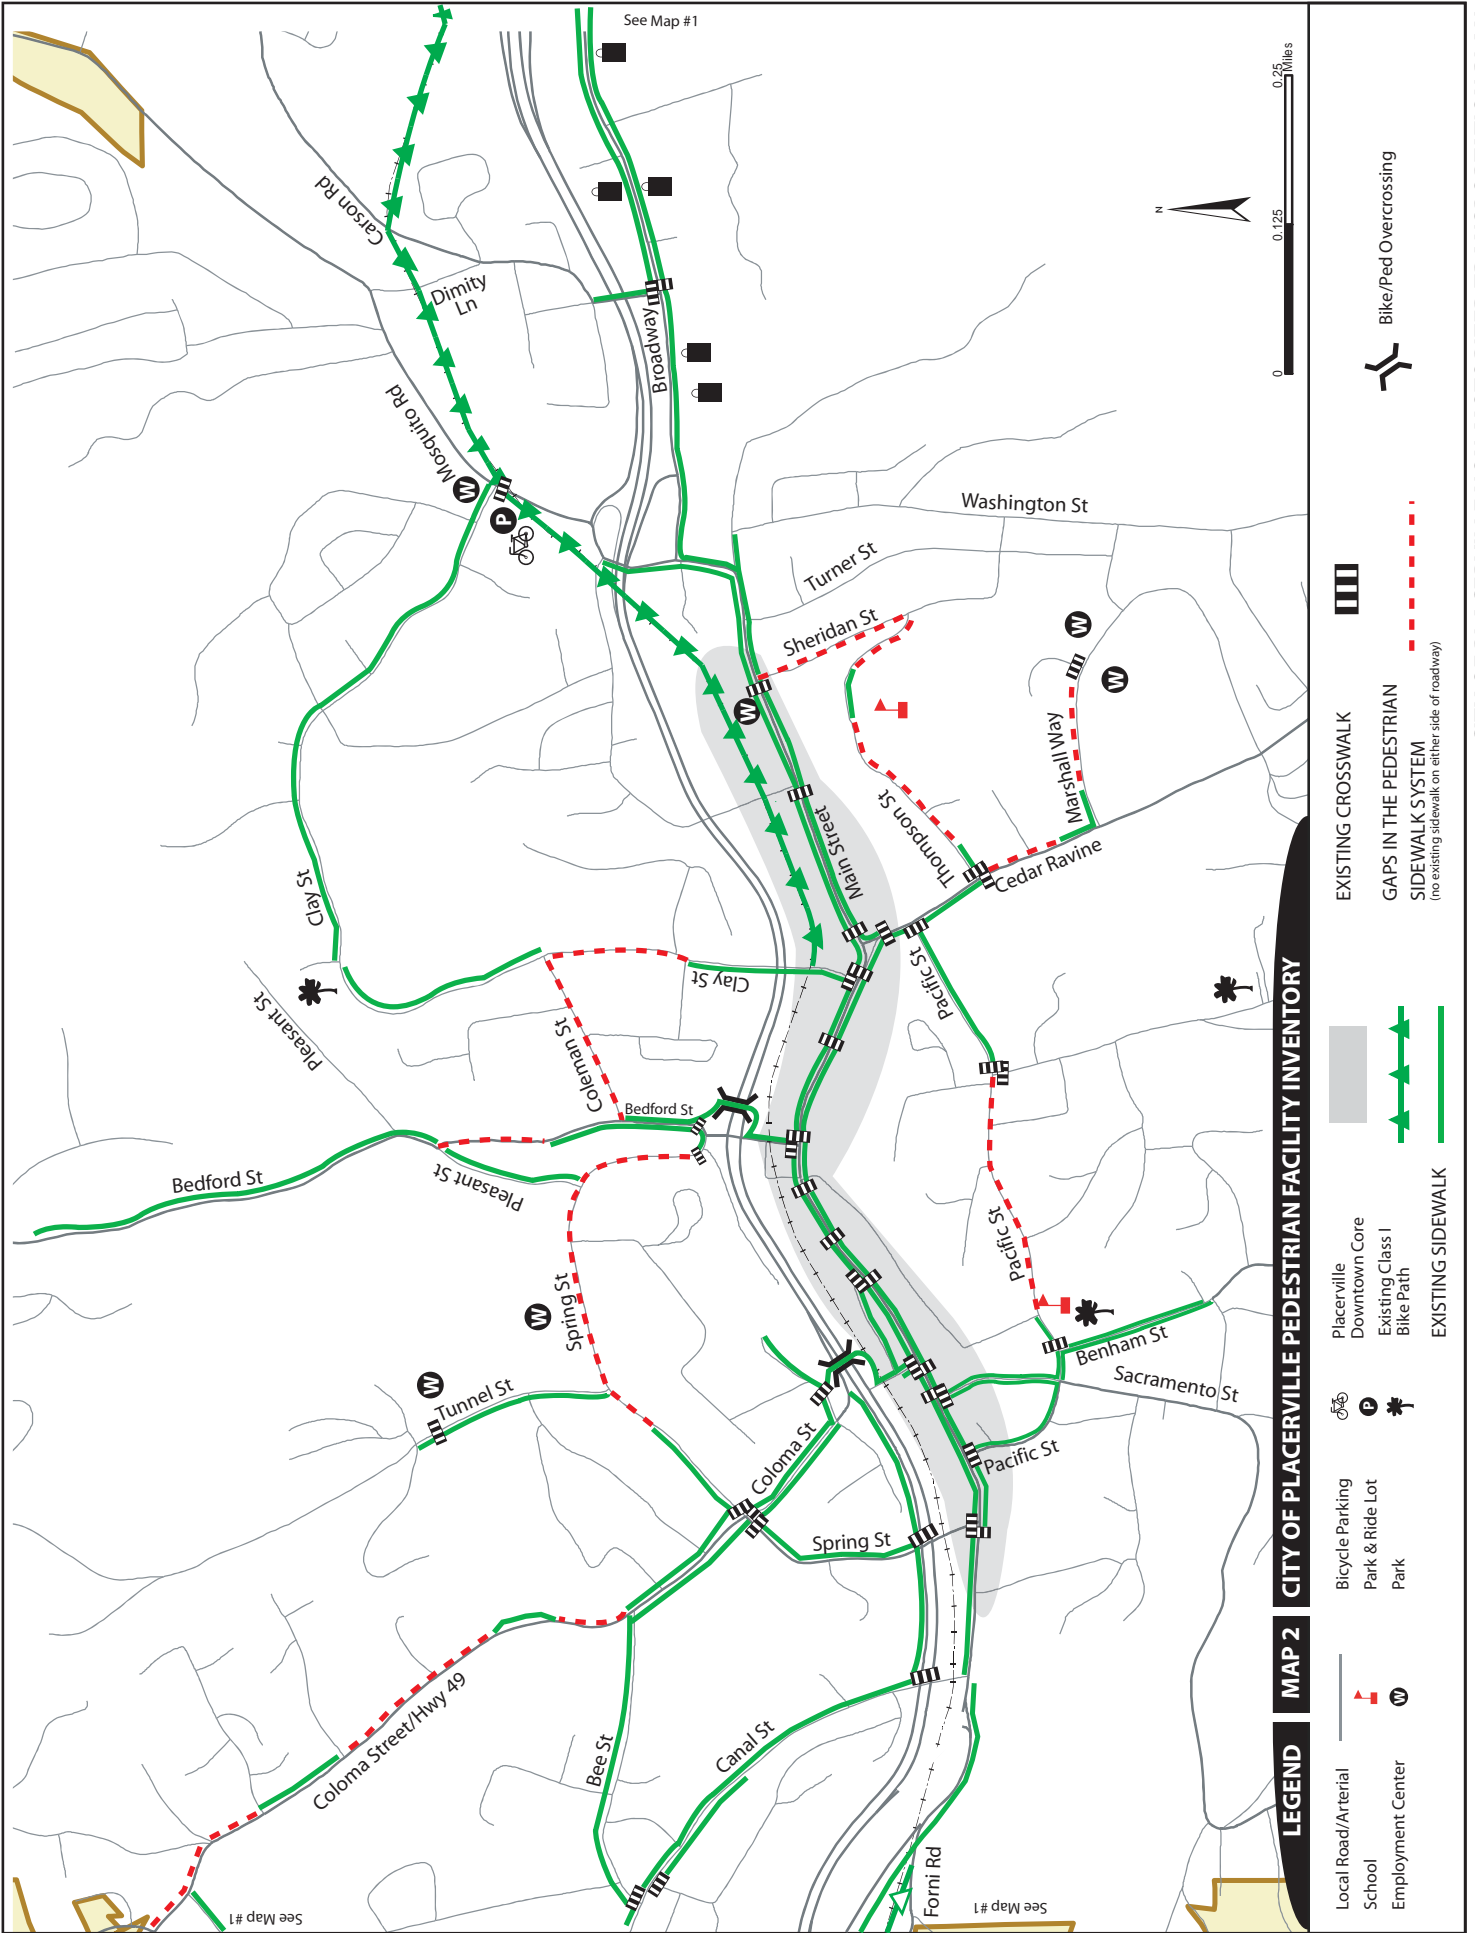 See Map #1
Carson Rd
Dimity
Ln
Mosquito Rd
Broadway
W
P
Washington St
Turner St
Sheridan St
W
W
W
Marshall Way
Thompson St
Main Street
Cedar Ravine
Clay St
Pleasant St
Clay St
Pacific St
Coleman St
Bedford St
Bedford St
Pleasant St
Pacific St
Spring St
W
W
Tunnel St
Benham St
Sacramento St
Coloma St
Pacific St
Spring St
Coloma Street/Hwy 49
Bee St
Canal St
Forni Rd
See Map #1
See Map #1
N
0
0.125
0.25
Miles
LEGEND
MAP 2
CITY OF PLACERVILLE PEDESTRIAN FACILITY INVENTORY
Local Road/Arterial
School
Employment Center
W
Bicycle Parking
Park & Ride Lot
P
Park
Placerville
Downtown Core
Existing Class I
Bike Path
EXISTING SIDEWALK
EXISTING CROSSWALK
GAPS IN THE PEDESTRIAN
SIDEWALK SYSTEM
(no existing sidewalk on either side of roadway)
Bike/Ped Overcrossing